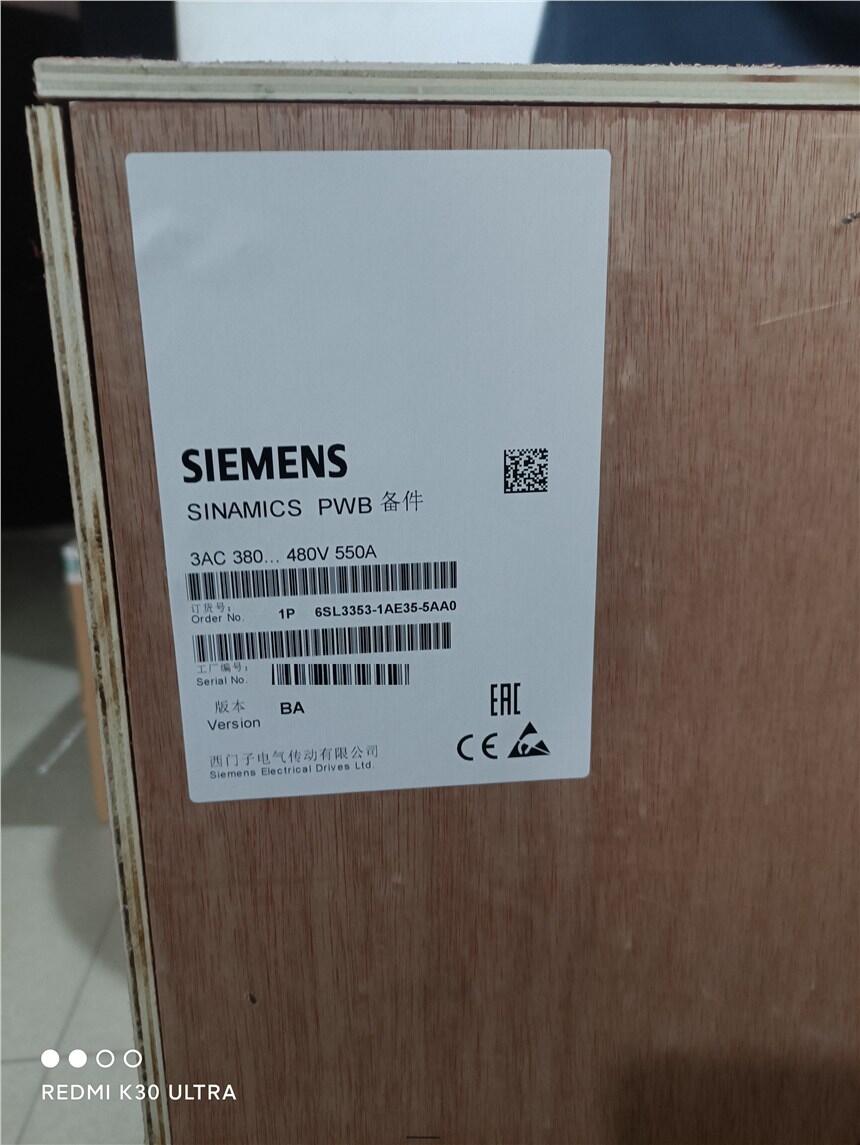 SIEMENS
SINAMICS PWB 备件
3AC 380... 480V 550A
订货号:
Order No. 1P 6SL3353-1AE35-5AA0
工厂编号:
Serial No.
版本
Version BA
EAC
CE
西门子电气传动有限公司
Siemens Electrical Drives Ltd.
REDMI K30 ULTRA